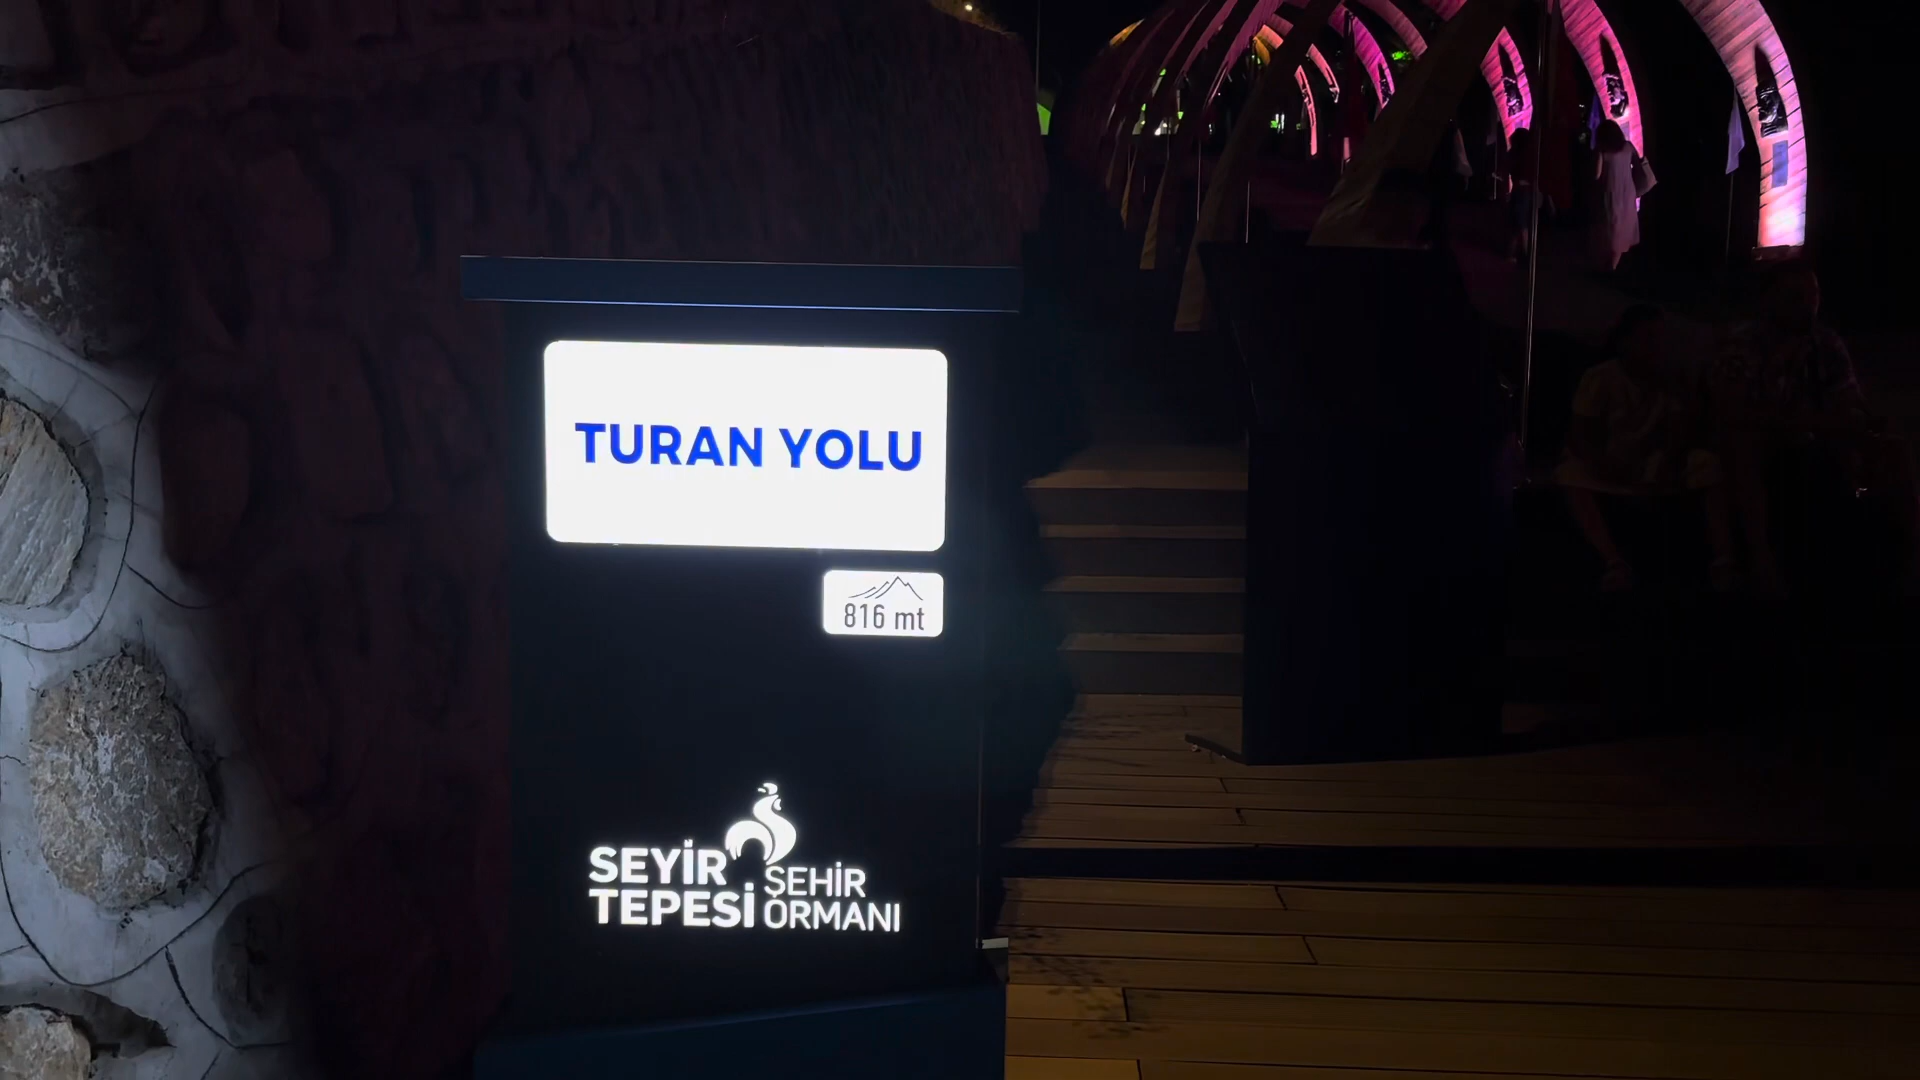 TURAN YOLU
816 mt
SEYİR
TEPESİ
ŞEHİR
ORMANI